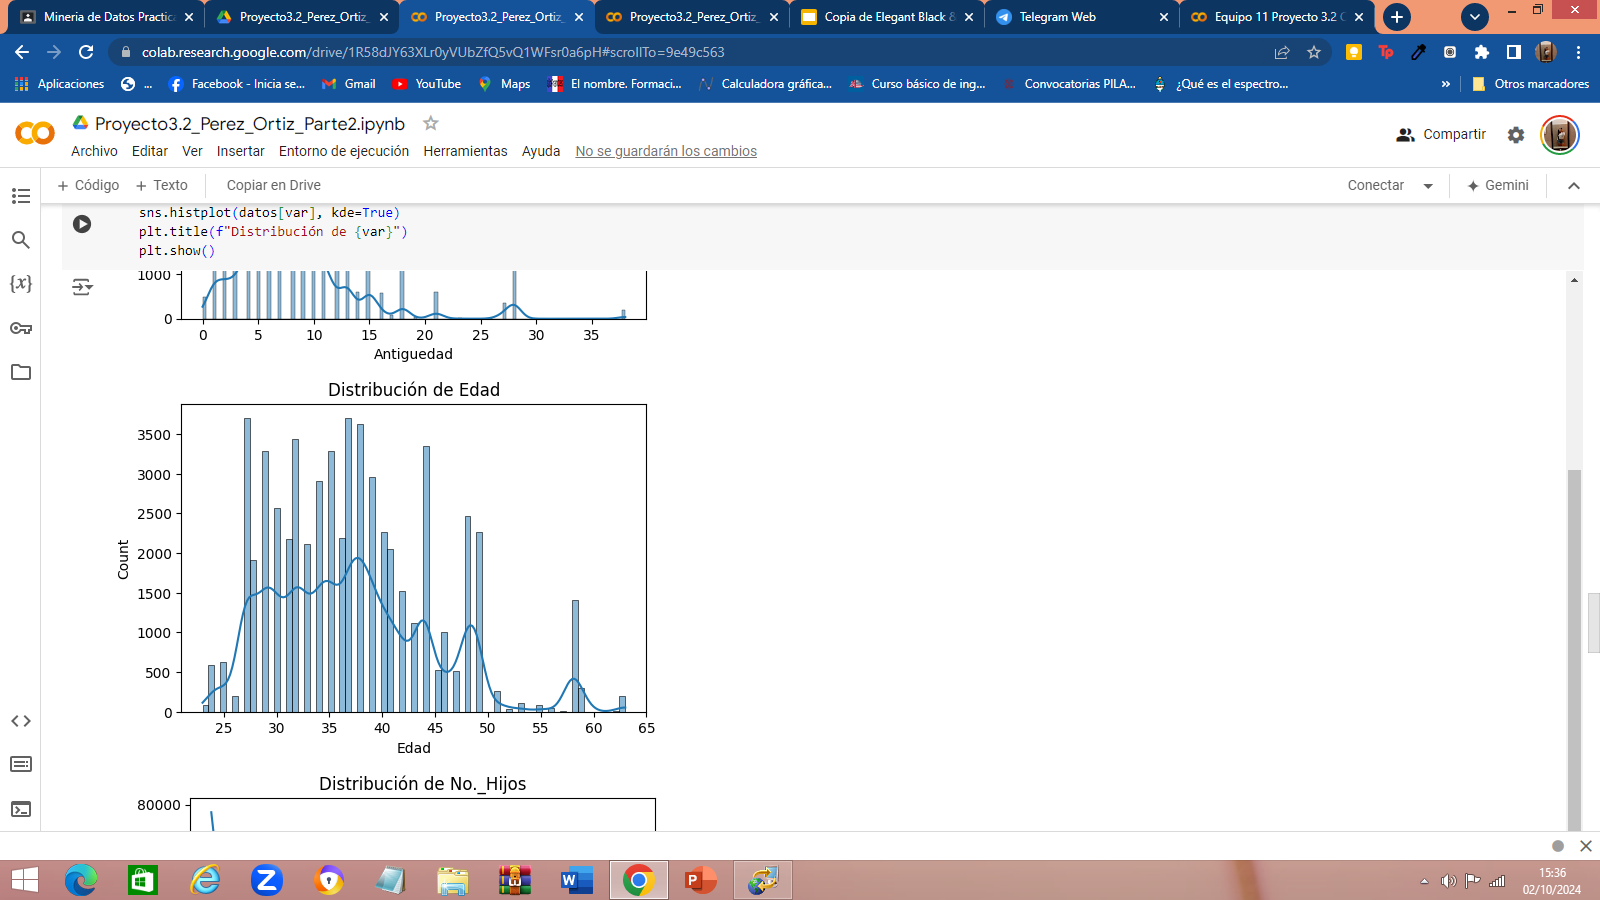 Mineria de Datos Practica
Proyecto3.2_Perez_Ortiz_
Proyecto3.2_Perez_Ortiz_
Proyecto3.2_Perez_Ortiz_
Copia de Elegant Black &
Telegram Web
Equipo 11 Proyecto 3.2
colab.research.google.com/drive/1R58dJY63XLr0yVUbZfQ5vQ1WFsr0a6pH#scrollTo=9e49c563
Aplicaciones
...
Facebook - Inicia se...
Gmail
YouTube
Maps
El nombre. Formaci...
Calculadora gráfica...
Curso básico de ing...
Convocatorias PILA...
¿Qué es el espectro...
»
Otros marcadores
Proyecto3.2_Perez_Ortiz_Parte2.ipynb
Archivo Editar Ver Insertar Entorno de ejecución Herramientas Ayuda No se guardarán los cambios
Compartir
+ Código + Texto Copiar en Drive
Conectar
Gemini
sns.histplot(datos[var], kde=True)
plt.title(f"Distribución de {var}")
plt.show()
1000
0
0 5 10 15 20 25 30 35
Antiguedad
Distribución de Edad
Count
3500
3000
2500
2000
1500
1000
500
0
25 30 35 40 45 50 55 60 65
Edad
Distribución de No._Hijos
80000
15:36
02/10/2024